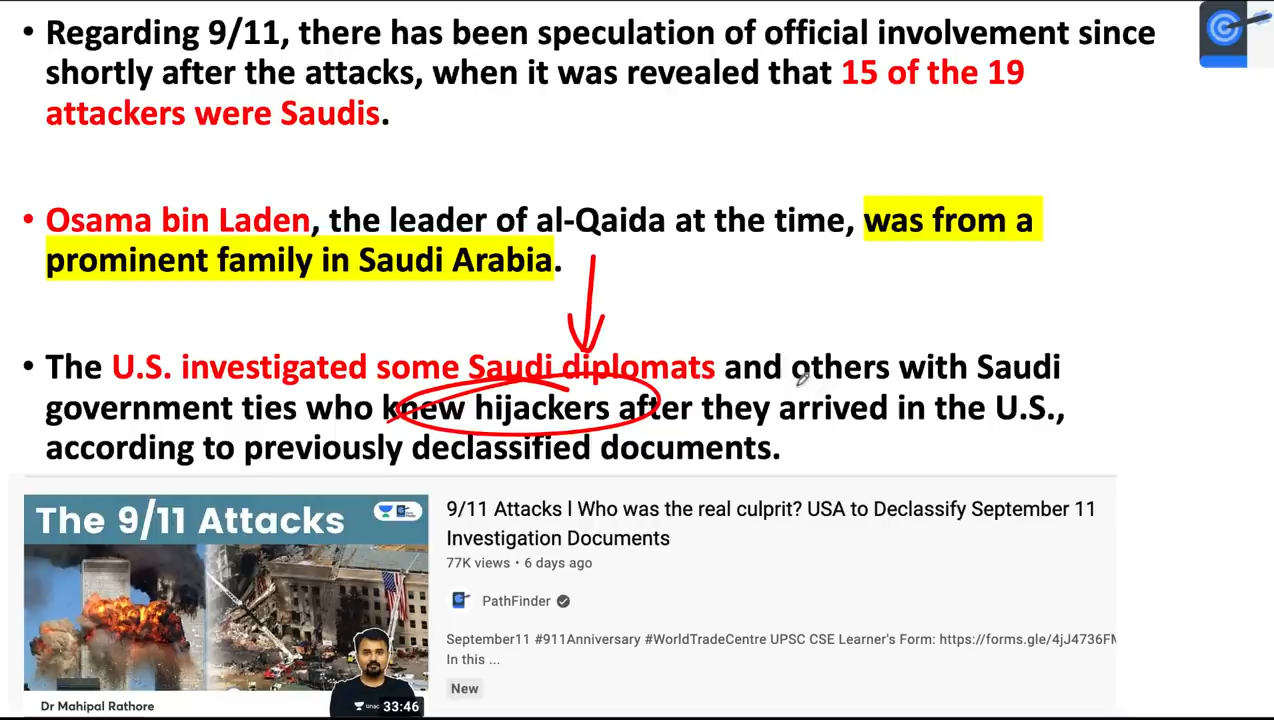 • Regarding 9/11, there has been speculation of official involvement since
shortly after the attacks, when it was revealed that 15 of the 19
attackers were Saudis.
• Osama bin Laden, the leader of al-Qaida at the time, was from a
prominent family in Saudi Arabia.
• The U.S. investigated some Saudi diplomats and others with Saudi
government ties who knew hijackers after they arrived in the U.S.,
according to previously declassified documents.
The 9/11 Attacks
Dr Mahipal Rathore
33:46
9/11 Attacks l Who was the real culprit? USA to Declassify September 11
Investigation Documents
77K views • 6 days ago
PathFinder
September11 #911Anniversary #WorldTradeCentre UPSC CSE Learner's Form: https://forms.gle/4jJ4736FM
In this ...
New